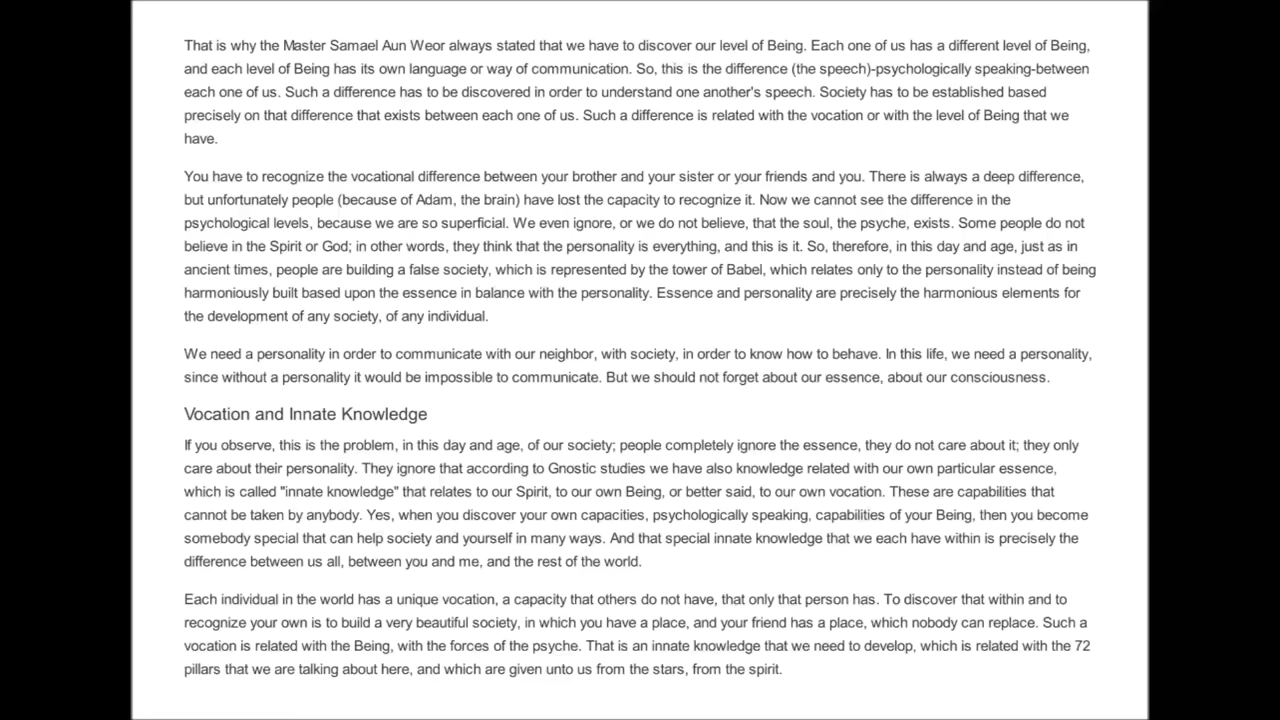 That is why the Master Samael Aun Weor always stated that we have to discover our level of Being. Each one of us has a different level of Being,
and each level of Being has its own language or way of communication. So, this is the difference (the speech)-psychologically speaking-between
each one of us. Such a difference has to be discovered in order to understand one another's speech. Society has to be established based
precisely on that difference that exists between each one of us. Such a difference is related with the vocation or with the level of Being that we
have.
You have to recognize the vocational difference between your brother and your sister or your friends and you. There is always a deep difference,
but unfortunately people (because of Adam, the brain) have lost the capacity to recognize it. Now we cannot see the difference in the
psychological levels, because we are so superficial. We even ignore, or we do not believe, that the soul, the psyche, exists. Some people do not
believe in the Spirit or God; in other words, they think that the personality is everything, and this is it. So, therefore, in this day and age, just as in
ancient times, people are building a false society, which is represented by the tower of Babel, which relates only to the personality instead of being
harmoniously built based upon the essence in balance with the personality. Essence and personality are precisely the harmonious elements for
the development of any society, of any individual.
We need a personality in order to communicate with our neighbor, with society, in order to know how to behave. In this life, we need a personality,
since without a personality it would be impossible to communicate. But we should not forget about our essence, about our consciousness.
Vocation and Innate Knowledge
If you observe, this is the problem, in this day and age, of our society; people completely ignore the essence, they do not care about it; they only
care about their personality. They ignore that according to Gnostic studies we have also knowledge related with our own particular essence,
which is called "innate knowledge" that relates to our Spirit, to our own Being, or better said, to our own vocation. These are capabilities that
cannot be taken by anybody. Yes, when you discover your own capacities, psychologically speaking, capabilities of your Being, then you become
somebody special that can help society and yourself in many ways. And that special innate knowledge that we each have within is precisely the
difference between us all, between you and me, and the rest of the world.
Each individual in the world has a unique vocation, a capacity that others do not have, that only that person has. To discover that within and to
recognize your own is to build a very beautiful society, in which you have a place, and your friend has a place, which nobody can replace. Such a
vocation is related with the Being, with the forces of the psyche. That is an innate knowledge that we need to develop, which is related with the 72
pillars that we are talking about here, and which are given unto us from the stars, from the spirit.